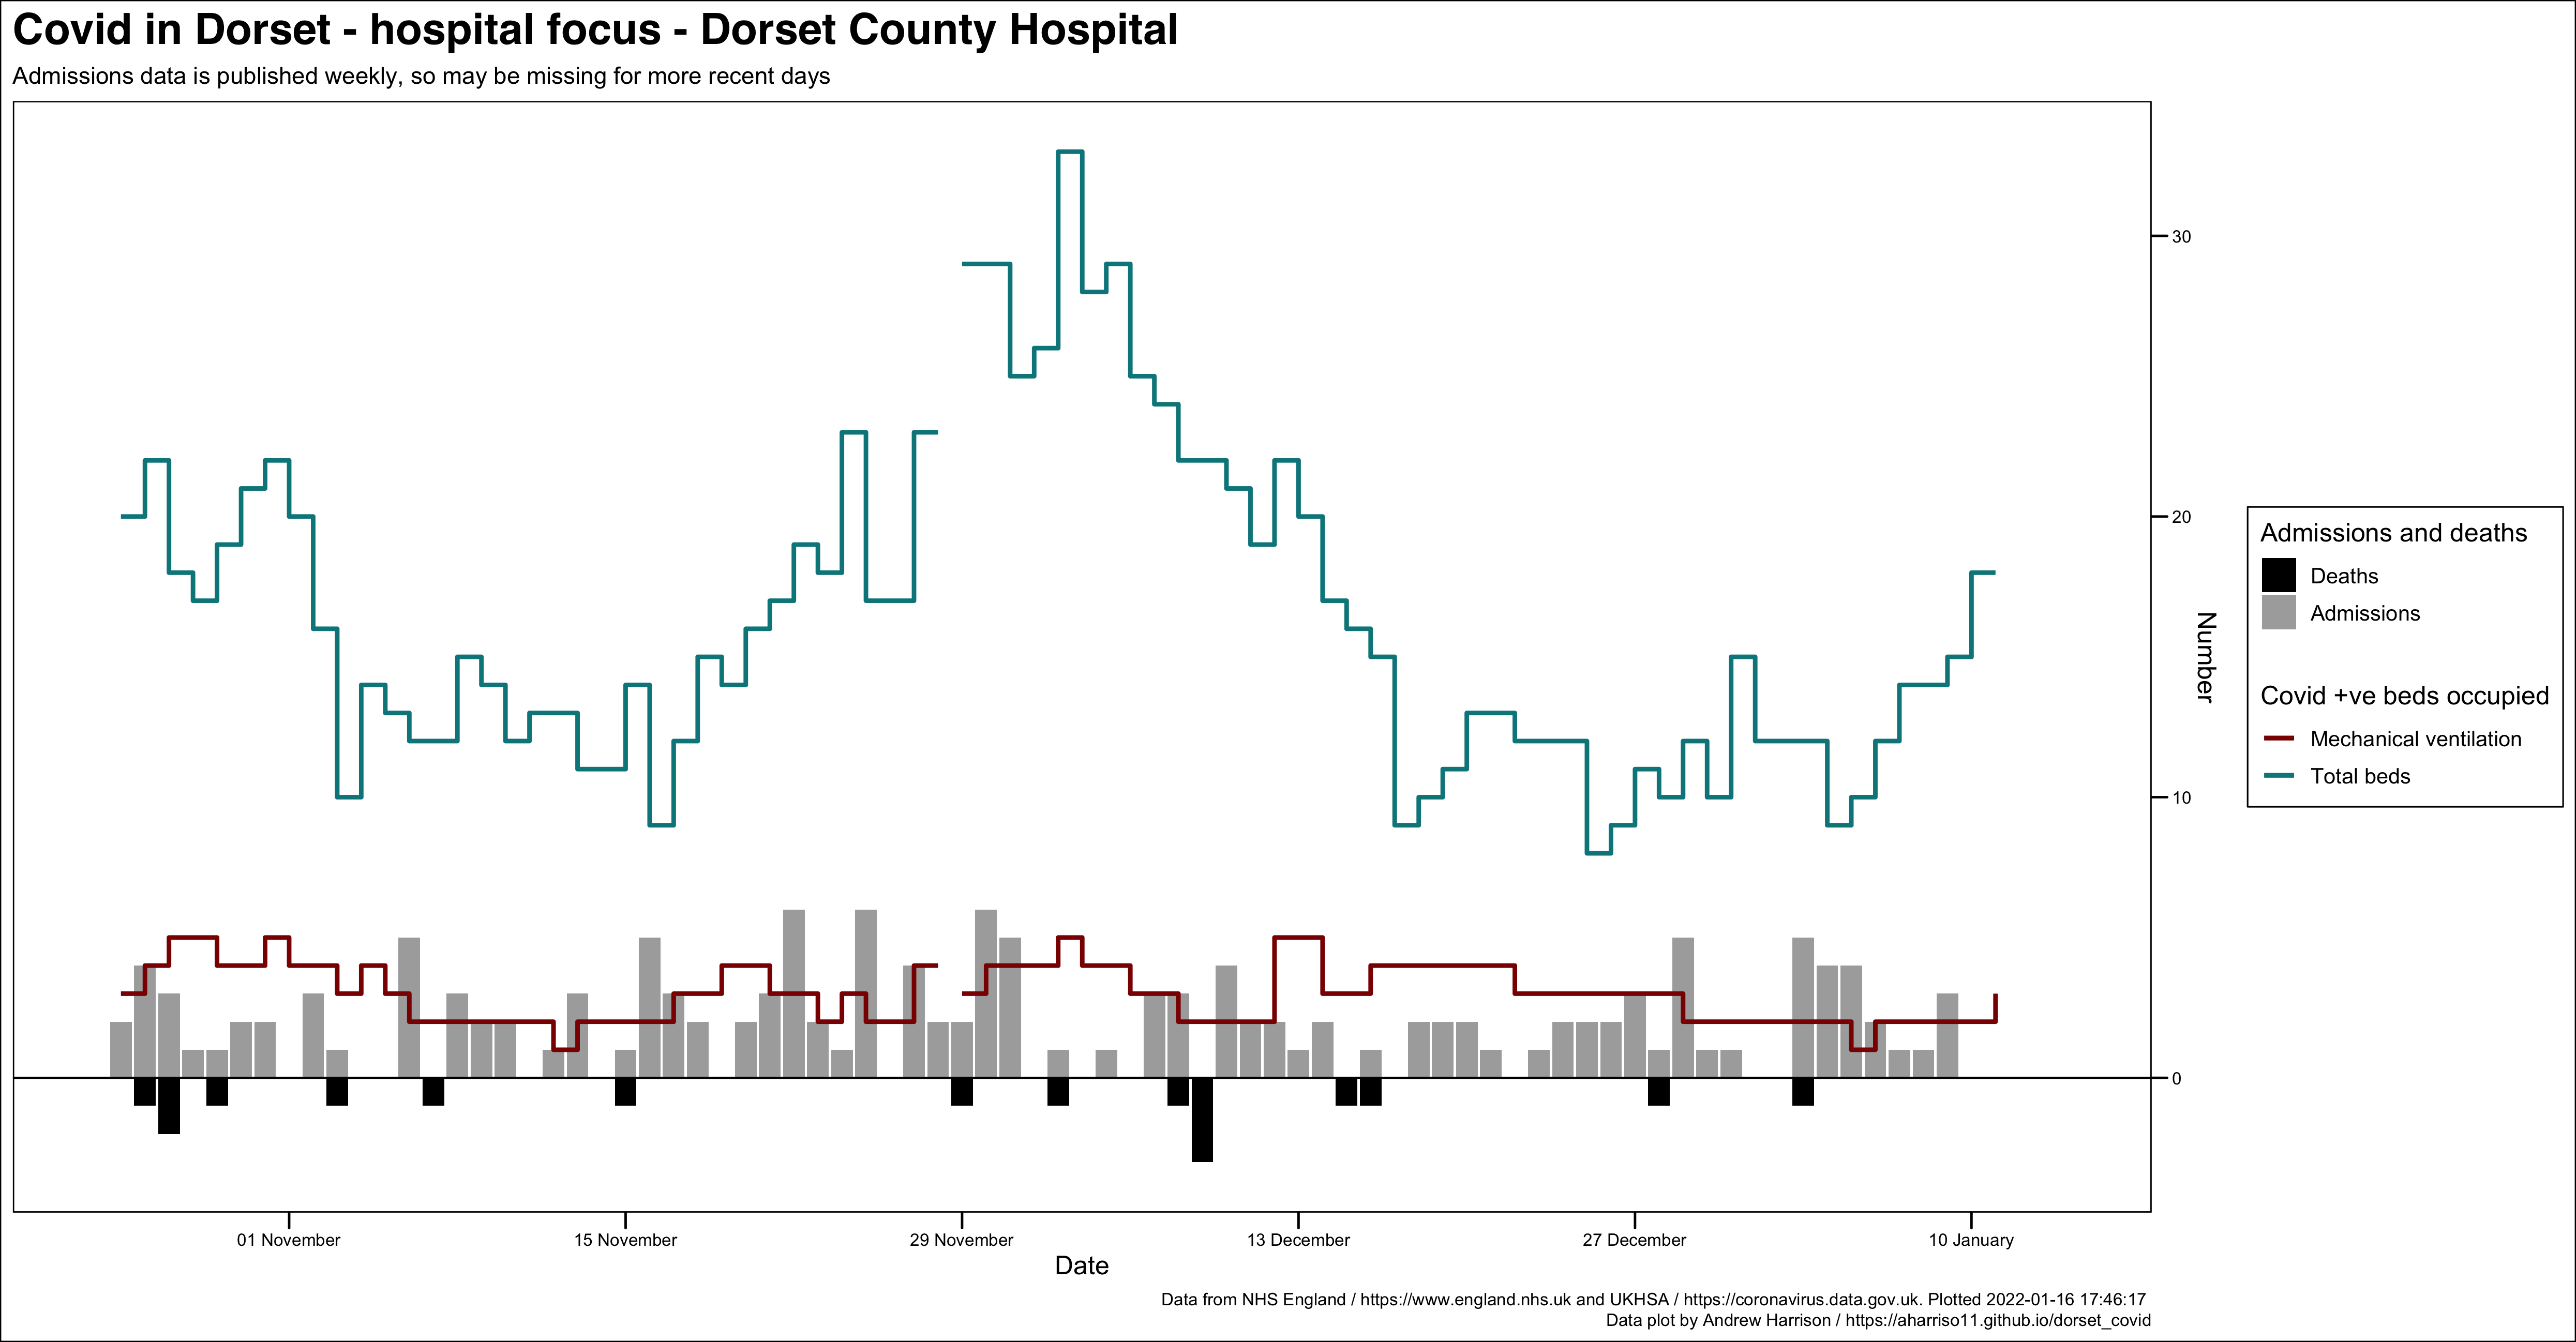 Covid in Dorset - hospital focus - Dorset County Hospital
Admissions data is published weekly, so may be missing for more recent days
30
20
10
0
Number
Admissions and deaths
Deaths
Admissions
Covid +ve beds occupied
Mechanical ventilation
Total beds
01 November
15 November
29 November
13 December
27 December
10 January
Date
Data from NHS England / https://www.england.nhs.uk and UKHSA / https://coronavirus.data.gov.uk. Plotted 2022-01-16 17:46:17
Data plot by Andrew Harrison / https://aharriso11.github.io/dorset_covid